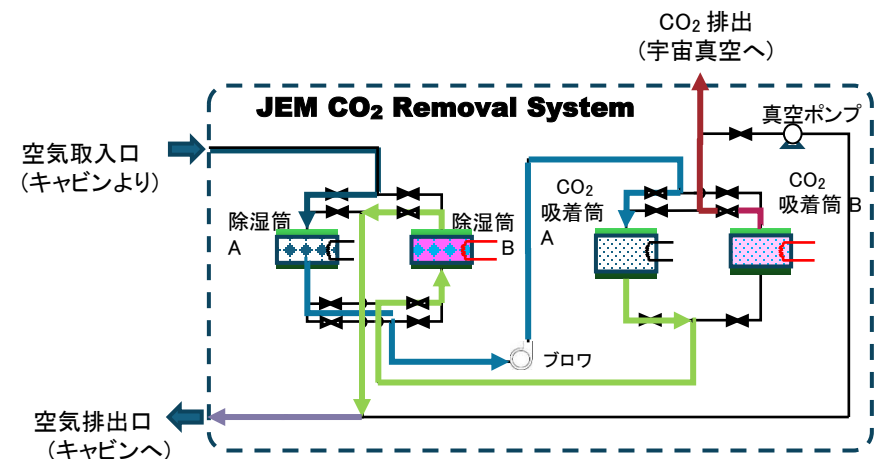 CO₂ 排出
(宇宙真空へ)
JEM CO₂ Removal System
真空ポンプ
空気取入口
(キャビンより)
除湿筒
A
除湿筒
B
CO₂
吸着筒
A
CO₂
吸着筒 B
ブロワ
空気排出口
(キャビンへ)